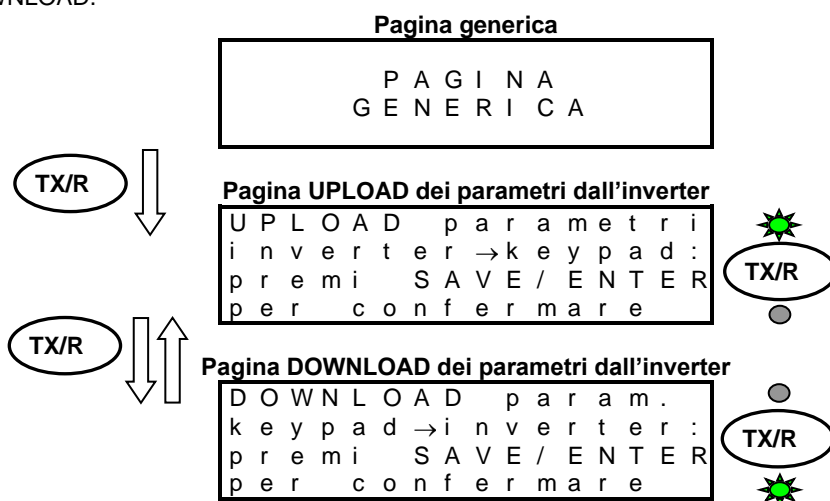 WNLOAD.
Pagina generica
PAGINA
GENERICA
TX/R
Pagina UPLOAD dei parametri dall'inverter
UPLOAD parametri
inverter→keypad:
premi SAVE/ENTER
per confermare
TX/R
TX/R
Pagina DOWNLOAD dei parametri dall'inverter
DOWNLOAD param.
keypad→inverter:
premi SAVE/ENTER
per confermare
TX/R